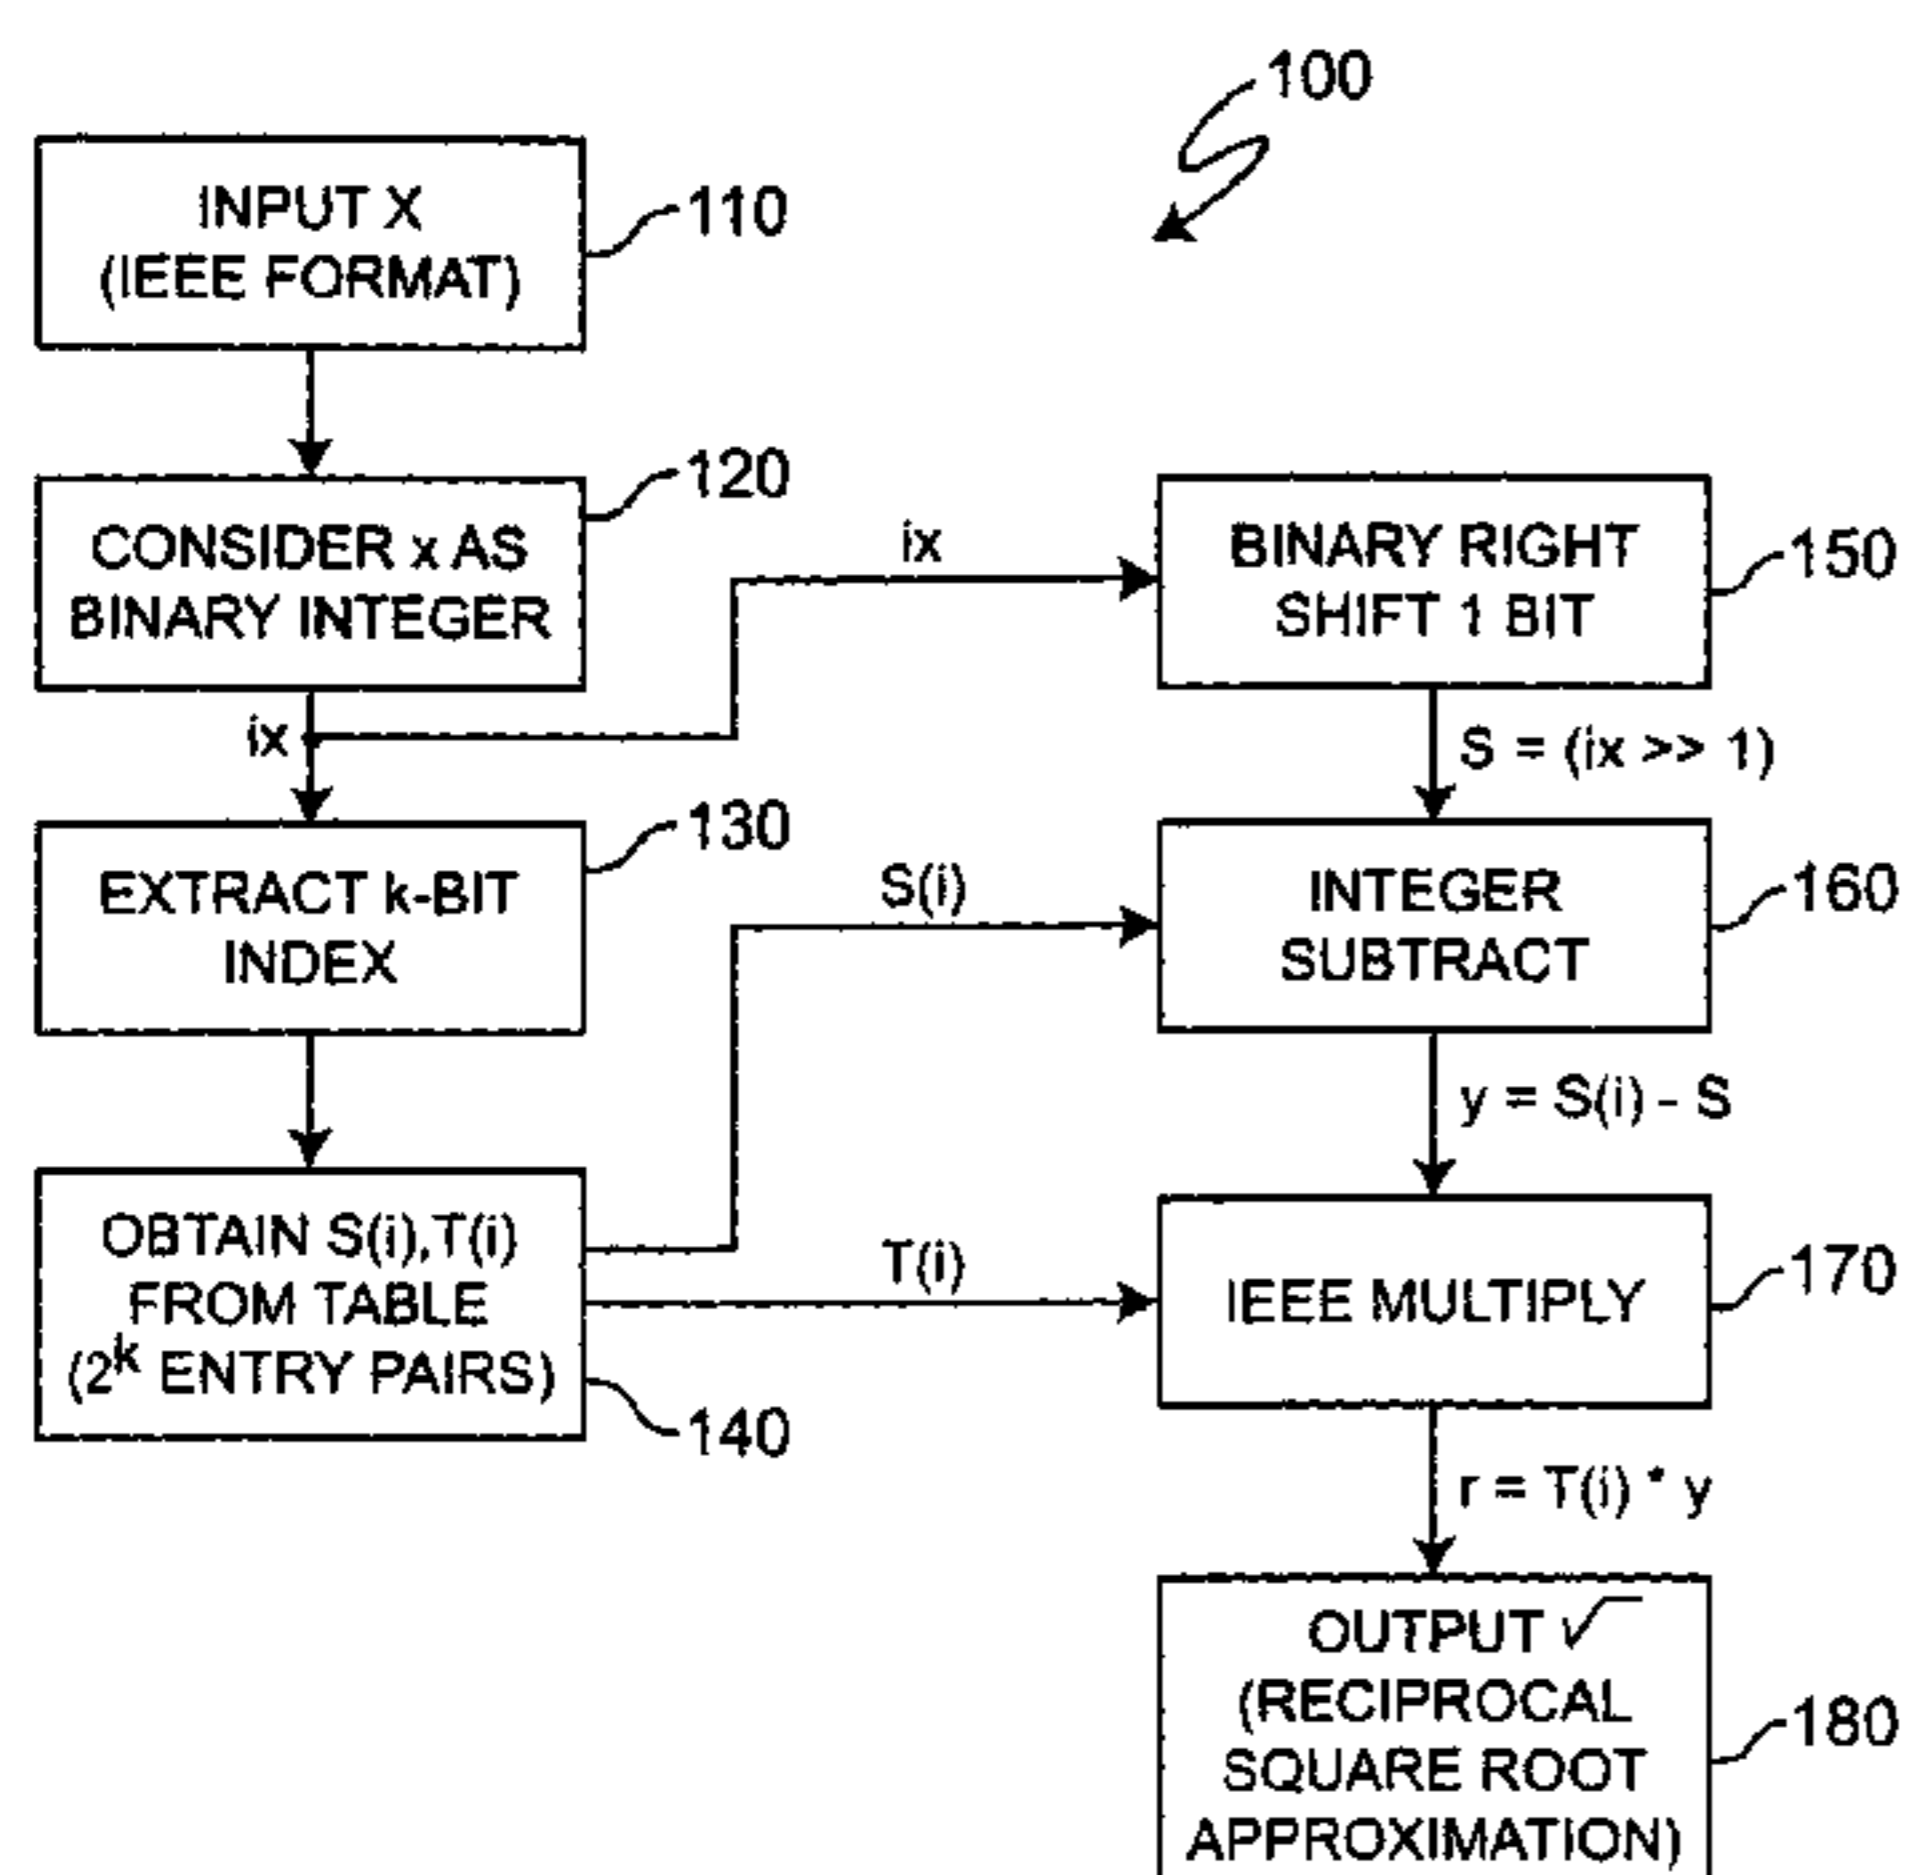 100
INPUT X
(IEEE FORMAT)
110
CONSIDER x AS
BINARY INTEGER
120
ix
ix
BINARY RIGHT
SHIFT 1 BIT
150
S = (ix >> 1)
EXTRACT k-BIT
INDEX
130
S(i)
INTEGER
SUBTRACT
160
y = S(i) - S
OBTAIN S(i),T(i)
FROM TABLE
(2^k ENTRY PAIRS)
140
T(i)
IEEE MULTIPLY
170
r = T(i) * y
OUTPUT √
(RECIPROCAL
SQUARE ROOT
APPROXIMATION)
180